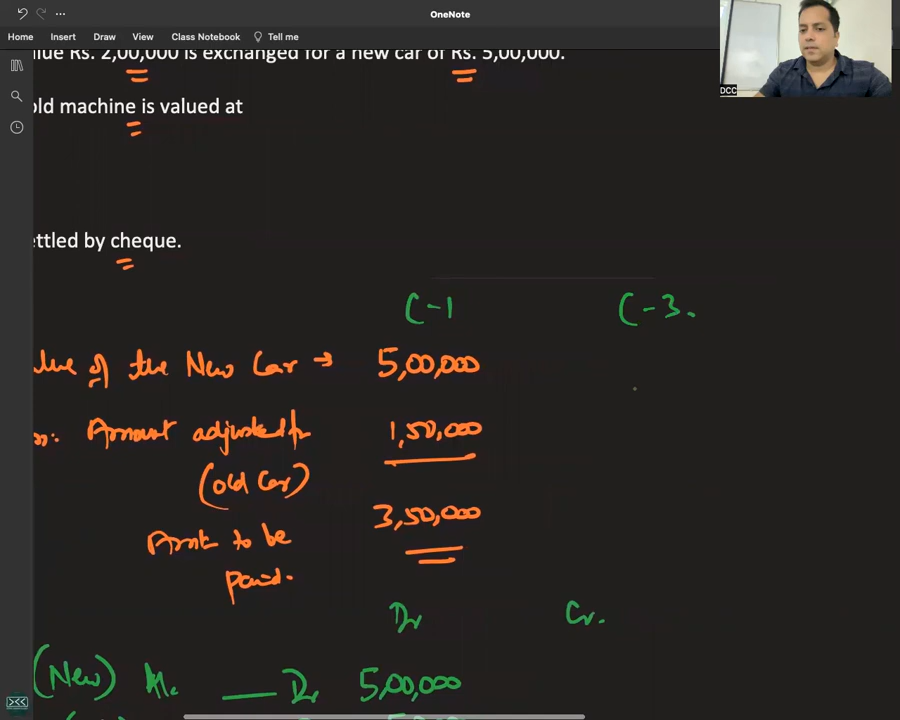 OneNote
Home Insert Draw View Class Notebook Tell me
lue Rs. 2,00,000 is exchanged for a new car of Rs. 5,00,000.
DCC
old machine is valued at
ettled by cheque.
C-1 C-3.
lue of the New Car → 5,00,000
Amount adjusted for 1,50,000
(old Car)
3,50,000
Amt to be
paid.
Dr Cr.
(New) A/c Dr 5,00,000